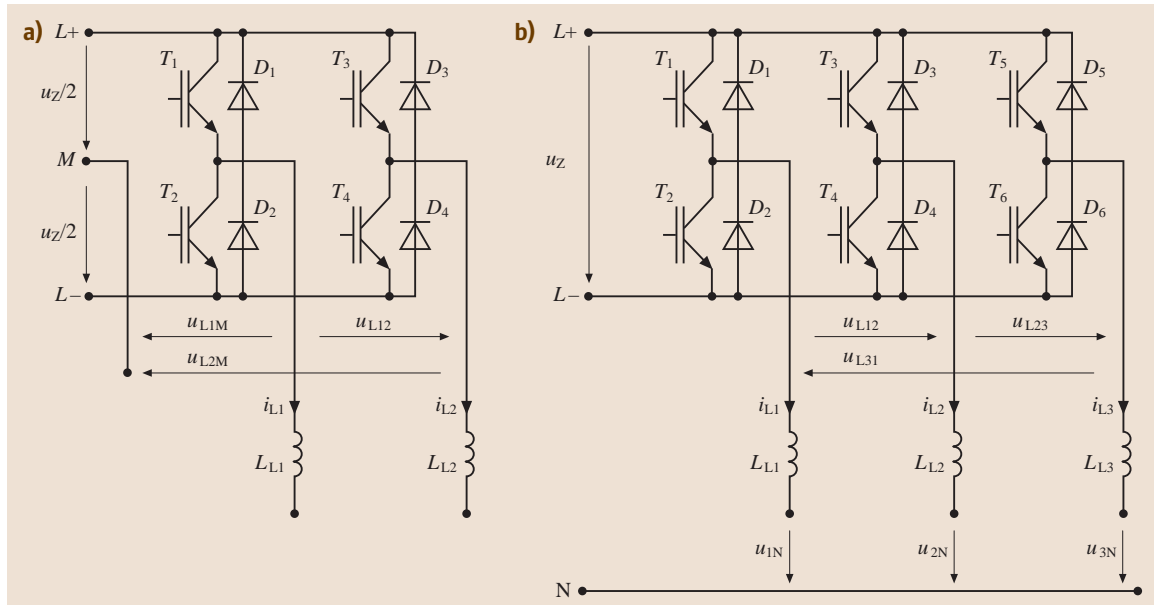 a)
L+
T1
D1
T3
D3
uZ/2
M
T2
D2
T4
D4
uZ/2
L−
uL1M
uL12
uL2M
iL1
iL2
LL1
LL2
b)
L+
T1
D1
T3
D3
T5
D5
uZ
T2
D2
T4
D4
T6
D6
L−
uL12
uL23
uL31
iL1
iL2
iL3
LL1
LL2
LL3
u1N
u2N
u3N
N